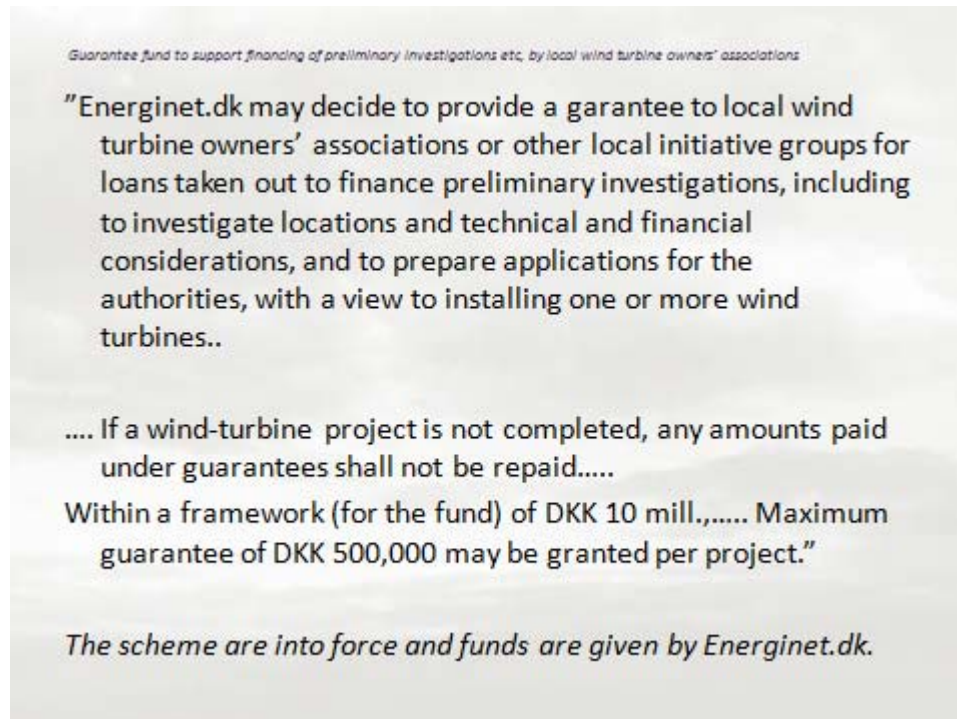 Guarantee fund to support financing of preliminary investigations etc, by local wind turbine owners' associations
”Energinet.dk may decide to provide a garantee to local wind
turbine owners’ associations or other local initiative groups for
loans taken out to finance preliminary investigations, including
to investigate locations and technical and financial
considerations, and to prepare applications for the
authorities, with a view to installing one or more wind
turbines..
.... If a wind-turbine project is not completed, any amounts paid
under guarantees shall not be repaid.....
Within a framework (for the fund) of DKK 10 mill.,..... Maximum
guarantee of DKK 500,000 may be granted per project.”
The scheme are into force and funds are given by Energinet.dk.